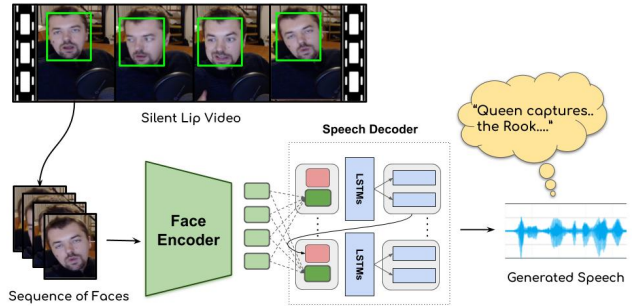 Silent Lip Video
"Queen captures..
the Rook...."
Speech Decoder
LSTMs
Face
Encoder
LSTMs
Sequence of Faces
Generated Speech